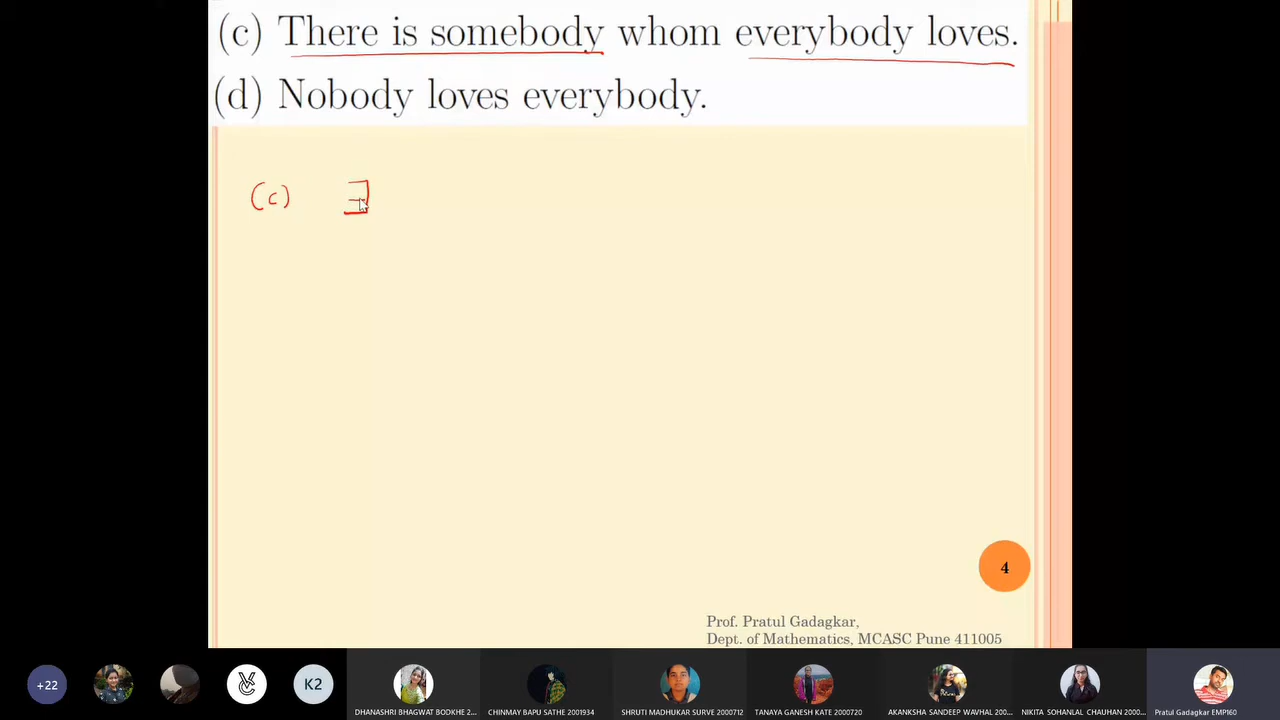 (c) There is somebody whom everybody loves.
(d) Nobody loves everybody.
(c) ∃
4
Prof. Pratul Gadagkar,
Dept. of Mathematics, MCASC Pune 411005
+22
K2
DHANASHRI BHAGWAT BODKHE 2...
CHINMAY BAPU SATHE 2001934
SHRUTI MADHUKAR SURVE 2000712
TANAYA GANESH KATE 2000720
AKANKSHA SANDEEP WAVHAL 200...
NIKITA SOHANLAL CHAUHAN 2000...
Pratul Gadagkar EMP160